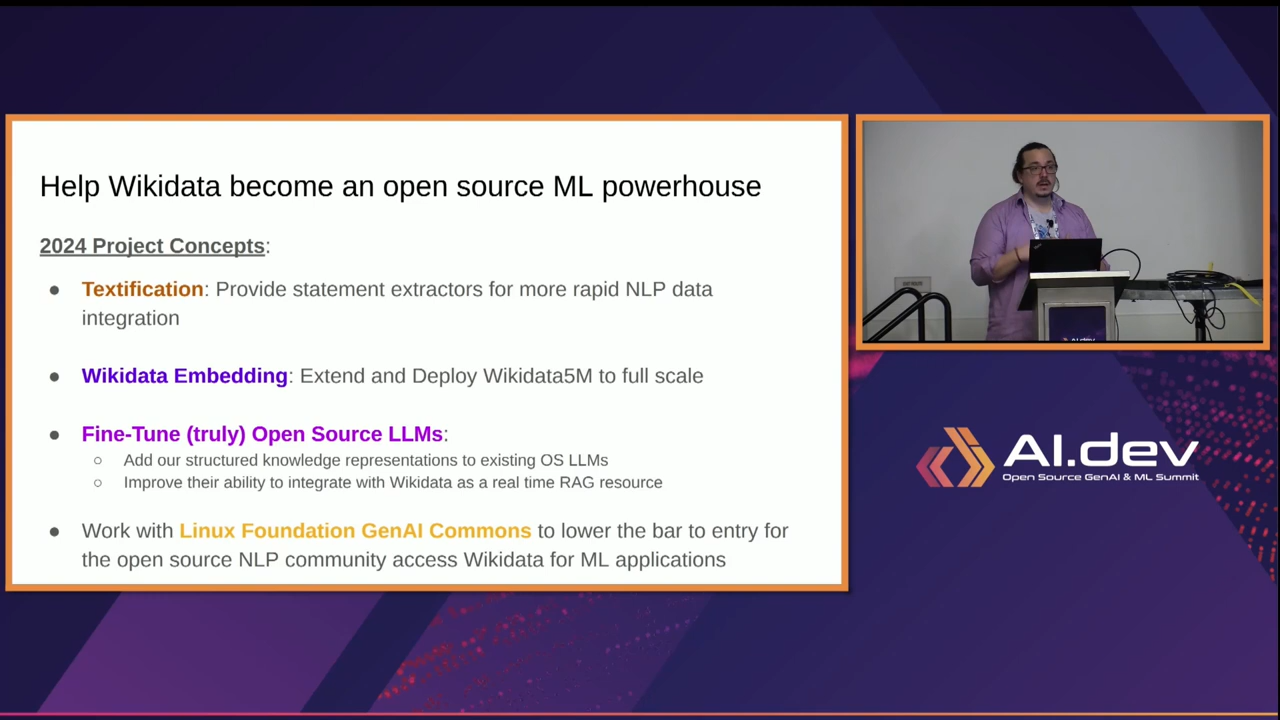 Help Wikidata become an open source ML powerhouse
2024 Project Concepts:
● Textification: Provide statement extractors for more rapid NLP data
integration
● Wikidata Embedding: Extend and Deploy Wikidata5M to full scale
● Fine-Tune (truly) Open Source LLMs:
○ Add our structured knowledge representations to existing OS LLMs
○ Improve their ability to integrate with Wikidata as a real time RAG resource
● Work with Linux Foundation GenAI Commons to lower the bar to entry for
the open source NLP community access Wikidata for ML applications
AI.dev
Open Source GenAI & ML Summit